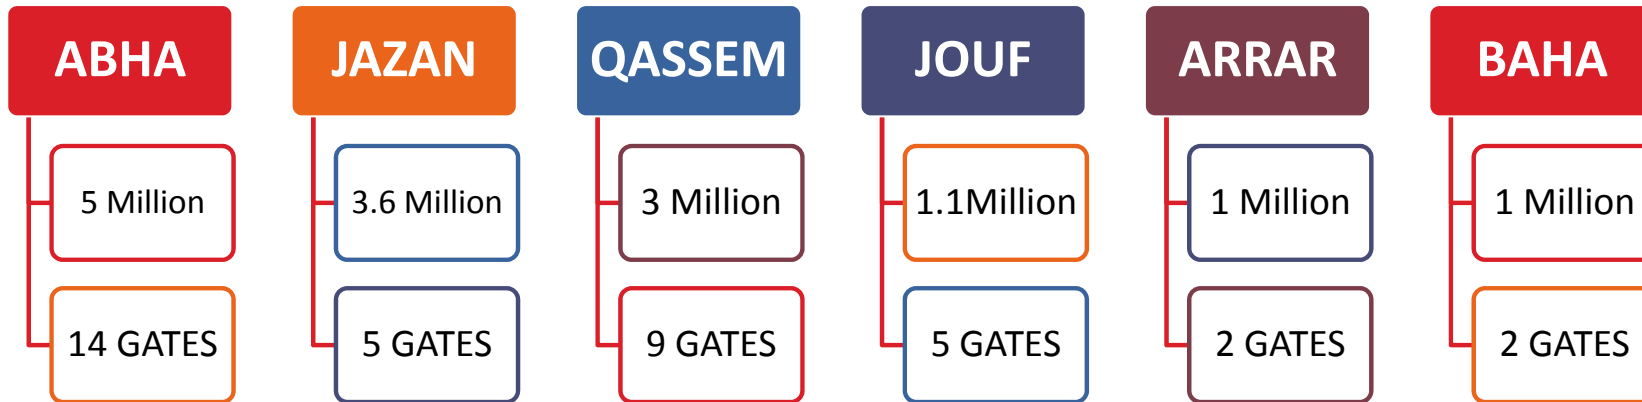 ABHA
5 Million
14 GATES
JAZAN
3.6 Million
5 GATES
QASSEM
3 Million
9 GATES
JOUF
1.1Million
5 GATES
ARRAR
1 Million
2 GATES
BAHA
1 Million
2 GATES